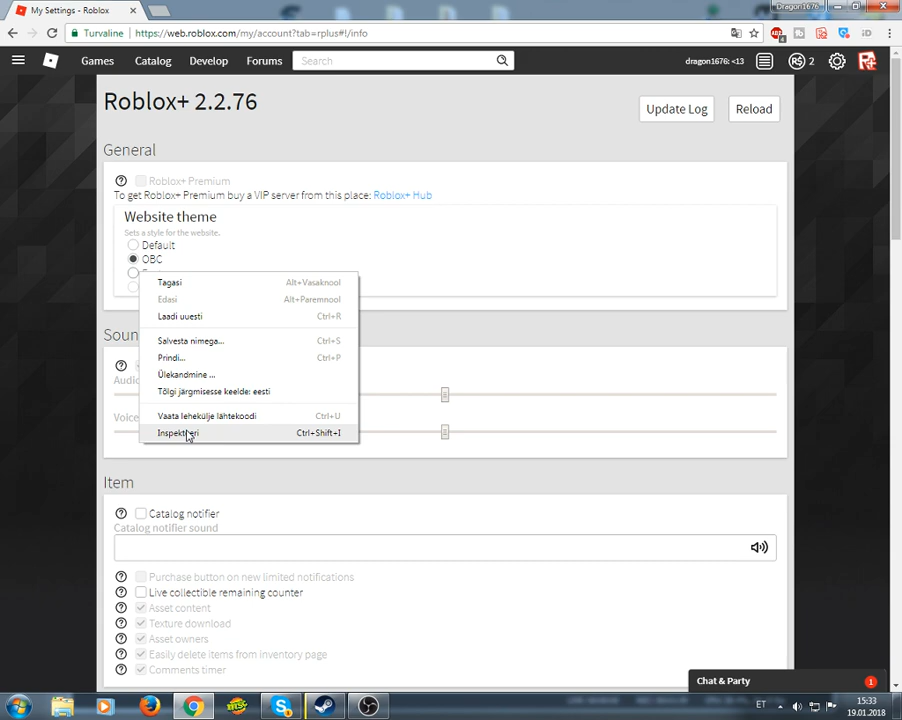 My Settings - Roblox
Dragon1676
Turvaline
https://web.roblox.com/my/account?tab=rplus#!/info
Games
Catalog
Develop
Forums
Search
dragon1676: <13
R$ 2
Roblox+ 2.2.76
Update Log
Reload
General
Roblox+ Premium
To get Roblox+ Premium buy a VIP server from this place: Roblox+ Hub
Website theme
Sets a style for the website.
Default
OBC
Tagasi Alt+Vasaknool
Edasi Alt+Paremnool
Laadi uuesti Ctrl+R
Salvesta nimega... Ctrl+S
Prindi... Ctrl+P
Ülekandmine ...
Tõlgi järgmisesse keelde: eesti
Vaata lehekülje lähtekoodi Ctrl+U
Inspekteeri Ctrl+Shift+I
Soun
Audio
Voice
Item
Catalog notifier
Catalog notifier sound
Purchase button on new limited notifications
Live collectible remaining counter
Asset content
Texture download
Asset owners
Easily delete items from inventory page
Comments timer
Chat & Party
1
ET
15:33
19.01.2018